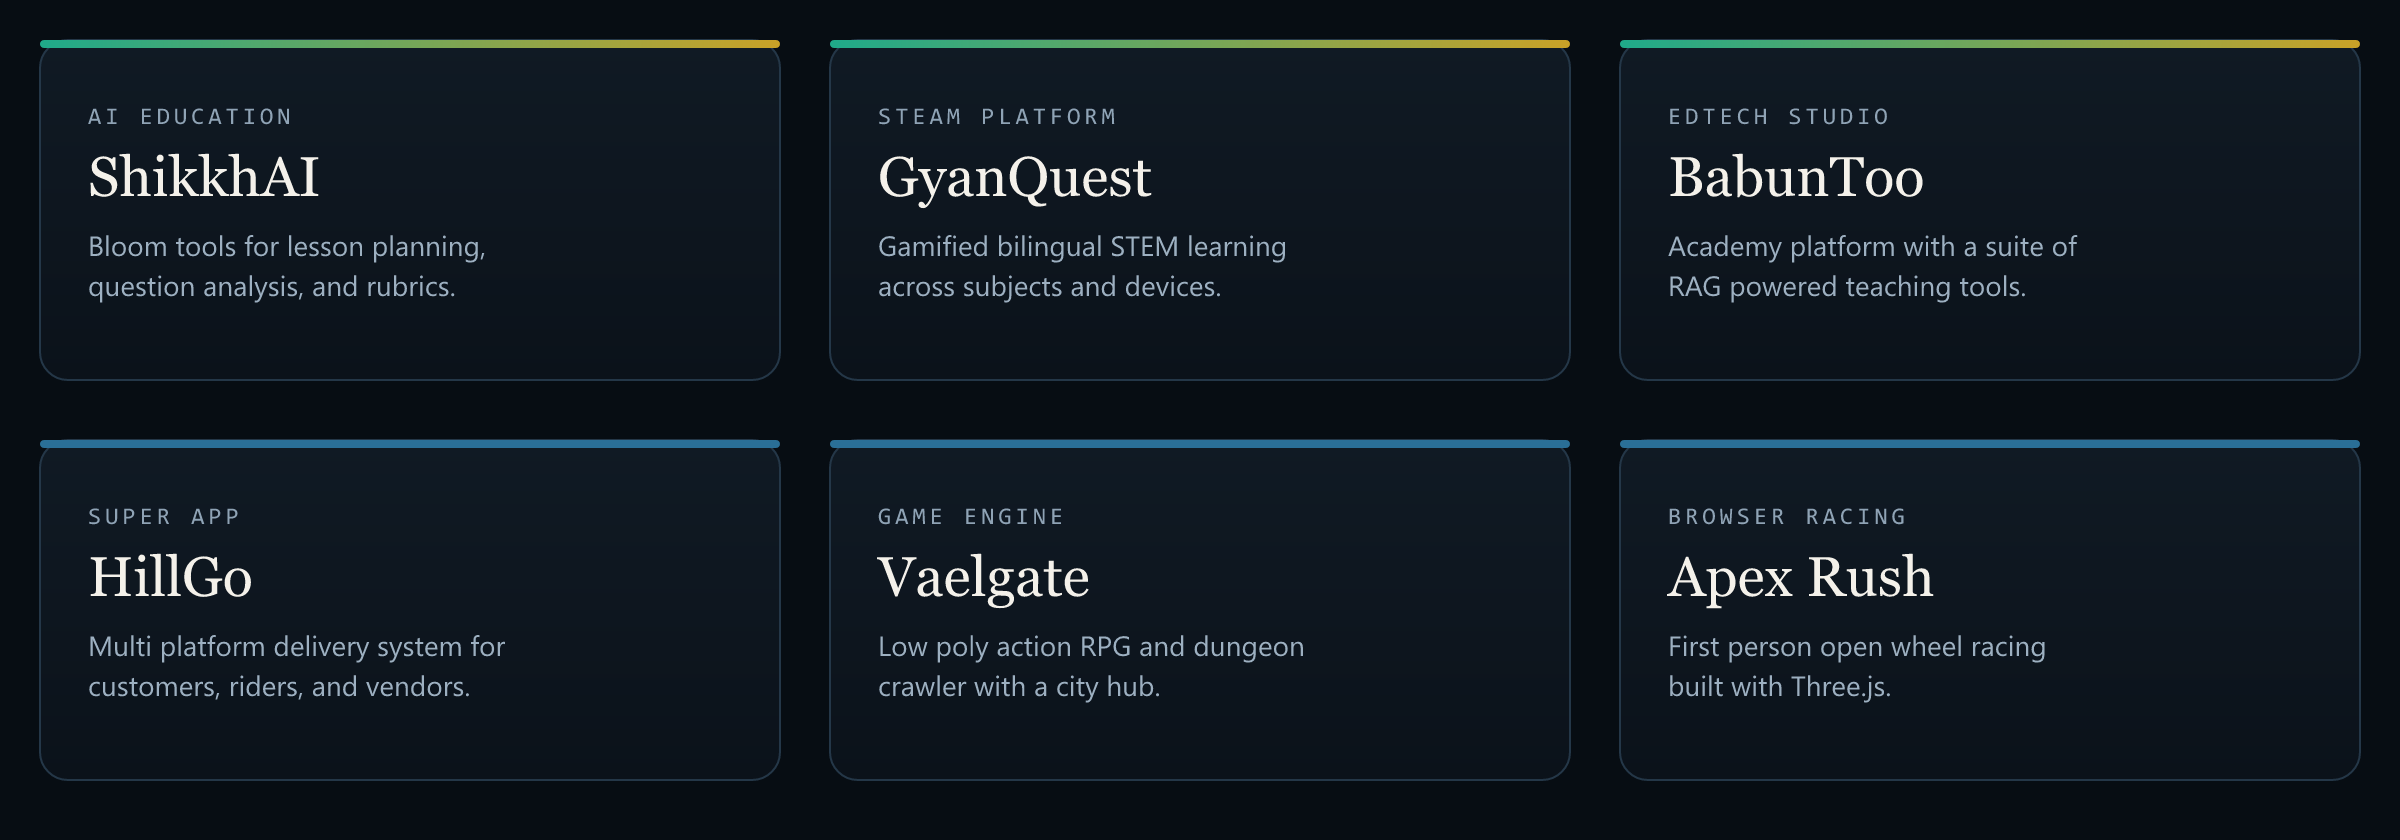 AI EDUCATION
ShikkhAI
Bloom tools for lesson planning,
question analysis, and rubrics.
STEAM PLATFORM
GyanQuest
Gamified bilingual STEM learning
across subjects and devices.
EDTECH STUDIO
BabunToo
Academy platform with a suite of
RAG powered teaching tools.
SUPER APP
HillGo
Multi platform delivery system for
customers, riders, and vendors.
GAME ENGINE
Vaelgate
Low poly action RPG and dungeon
crawler with a city hub.
BROWSER RACING
Apex Rush
First person open wheel racing
built with Three.js.